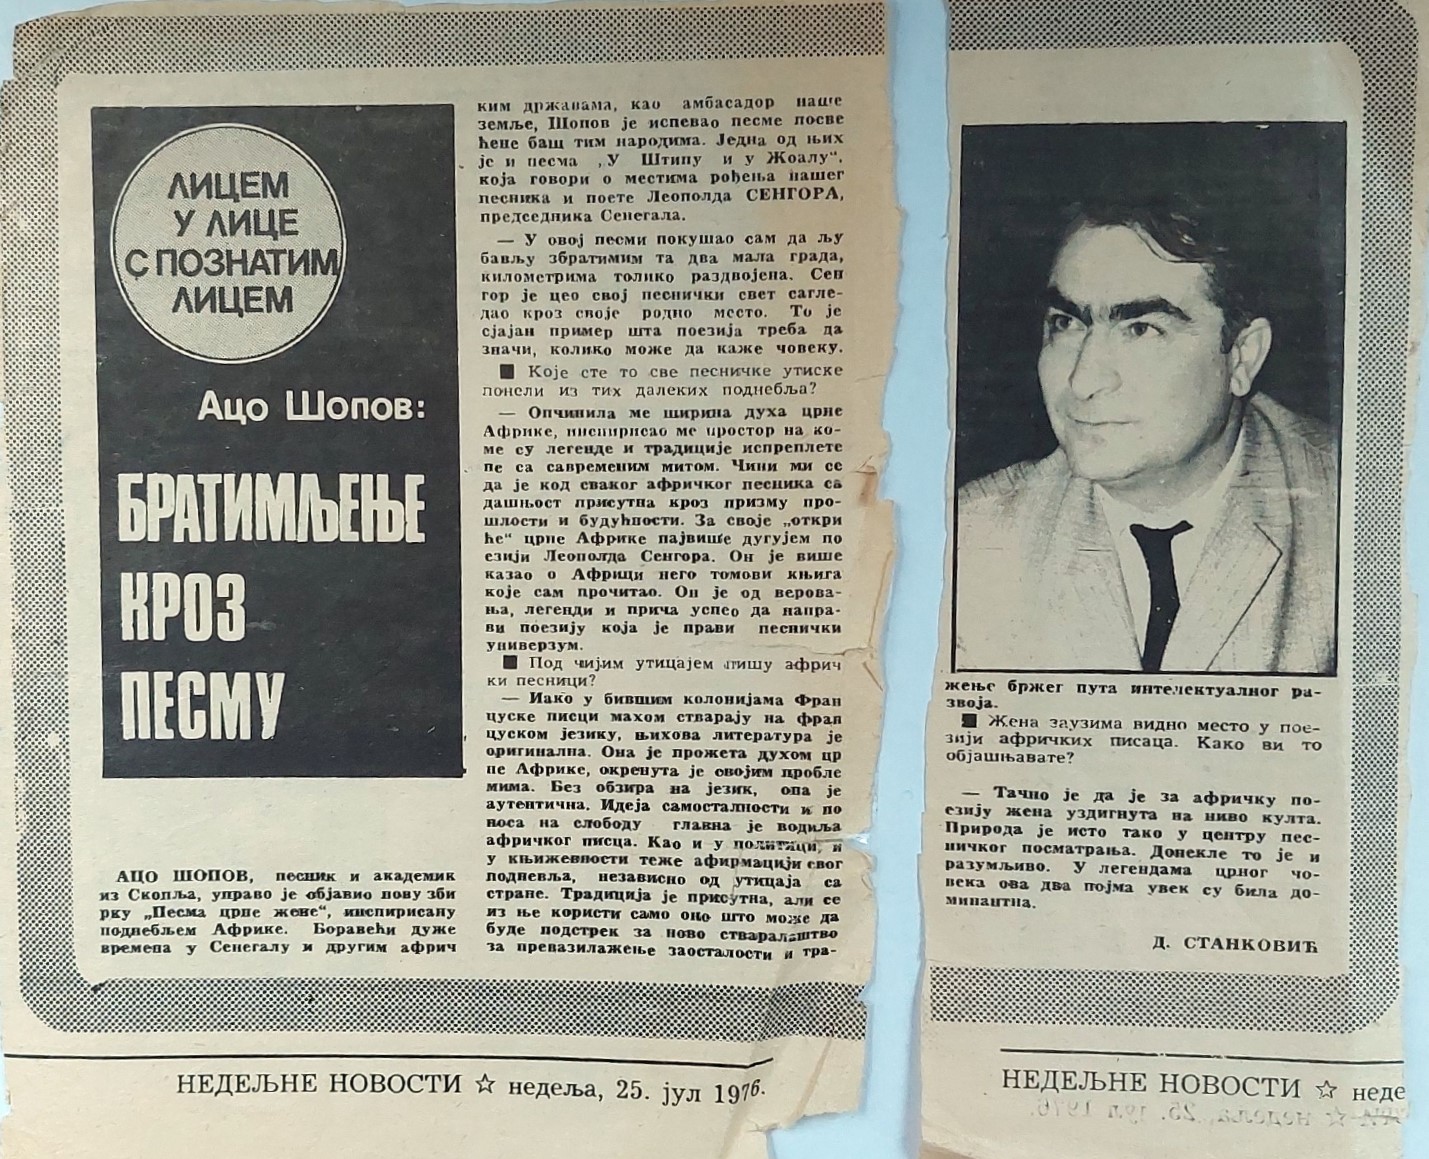 ЛИЦЕМ
У ЛИЦЕ
С ПОЗНАТИМ
ЛИЦЕМ
Ацо Шопов:
БРАТИМЉЕЊЕ
КРОЗ
ПЕСМУ
АЦО ШОПОВ, песник и академик
из Скопља, управо је објавио нову зби
рку „Песма црне жене“, инспирисану
поднебљем Африке. Боравећи дуже
времена у Сенегалу и другим африч
ким државама, као амбасадор наше
земље, Шопов је испевао песме посве
ћене баш тим народима. Једна од њих
је и песма „У Штипу и у Жоалу“,
која говори о местима рођења нашег
песника и поете Леополда СЕНГОРА,
председника Сенегала.
— У овој песми покушао сам да љу
бављу збратимим та два мала града,
километрима толико раздвојена. Сен
гор је цео свој песнички свет сагле-
дао кроз своје родно место. То је
сјајан пример шта поезија треба да
значи, колико може да каже човеку.
■ Које сте то све песничке утиске
понели из тих далеких поднебља?
— Опчинила ме ширина духа црне
Африке, инспирисао ме простор на ко-
ме су легенде и традиције испреплете
не са савременим митом. Чини ми се
да је код сваког афричког песника са
дашњост присутна кроз призму про-
шлости и будућности. За своје „откри
ће“ црне Африке највише дугујем по
езији Леополда Сенгора. Он је више
казао о Африци него томови књига
које сам прочитао. Он је од верова-
ња, легенди и прича успео да напра-
ви поезију која је прави песнички
универзум.
■ Под чијим утицајем пишу африч
ки песници?
— Иако у бившим колонијама Фран
цуске писци махом стварају на фран
цуском језику, њихова литература је
оригинална. Она је прожета духом цр
не Африке, окренута је својим пробле
мима. Без обзира на језик, она је
аутентична. Идеја самосталности и по
носа на слободу главна је водиља
афричког писца. Као и у политици, и
у књижевности теже афирмацији свог
подневља, независно од утицаја са
стране. Традиција је присутна, али се
из ње користи само оно што може да
буде подстрек за ново стваралаштво
за превазилажење заосталости и тра-
жење бржег пута интелектуалног ра-
звоја.
■ Жена заузима видно место у пое-
зији афричких писаца. Како ви то
објашњавате?
— Тачно је да је за афричку по-
езију жена уздигнута на ниво култа.
Природа је исто тако у центру пес-
ничког посматрања. Донекле то је и
разумљиво. У легендама црног чо-
века ова два појма увек су била до-
минантна.
Д. СТАНКОВИЋ
НЕДЕЉНЕ НОВОСТИ ☆ недеља, 25. јул 1976.
НЕДЕЉНЕ НОВОСТИ ☆ неде